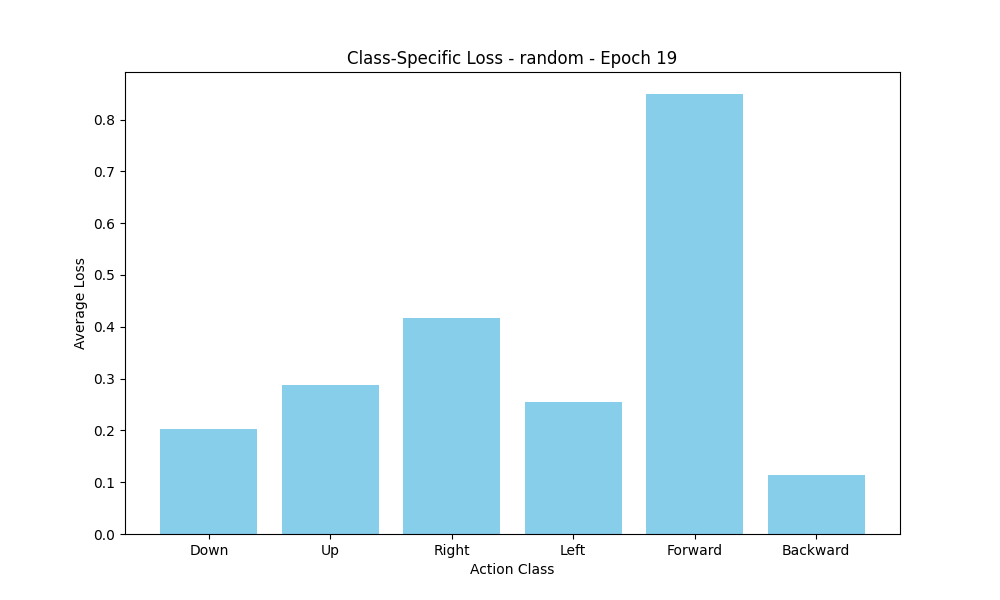 Class-Specific Loss - random - Epoch 19
Average Loss
0.8
0.7
0.6
0.5
0.4
0.3
0.2
0.1
0.0
Down Up Right Left Forward Backward
Action Class